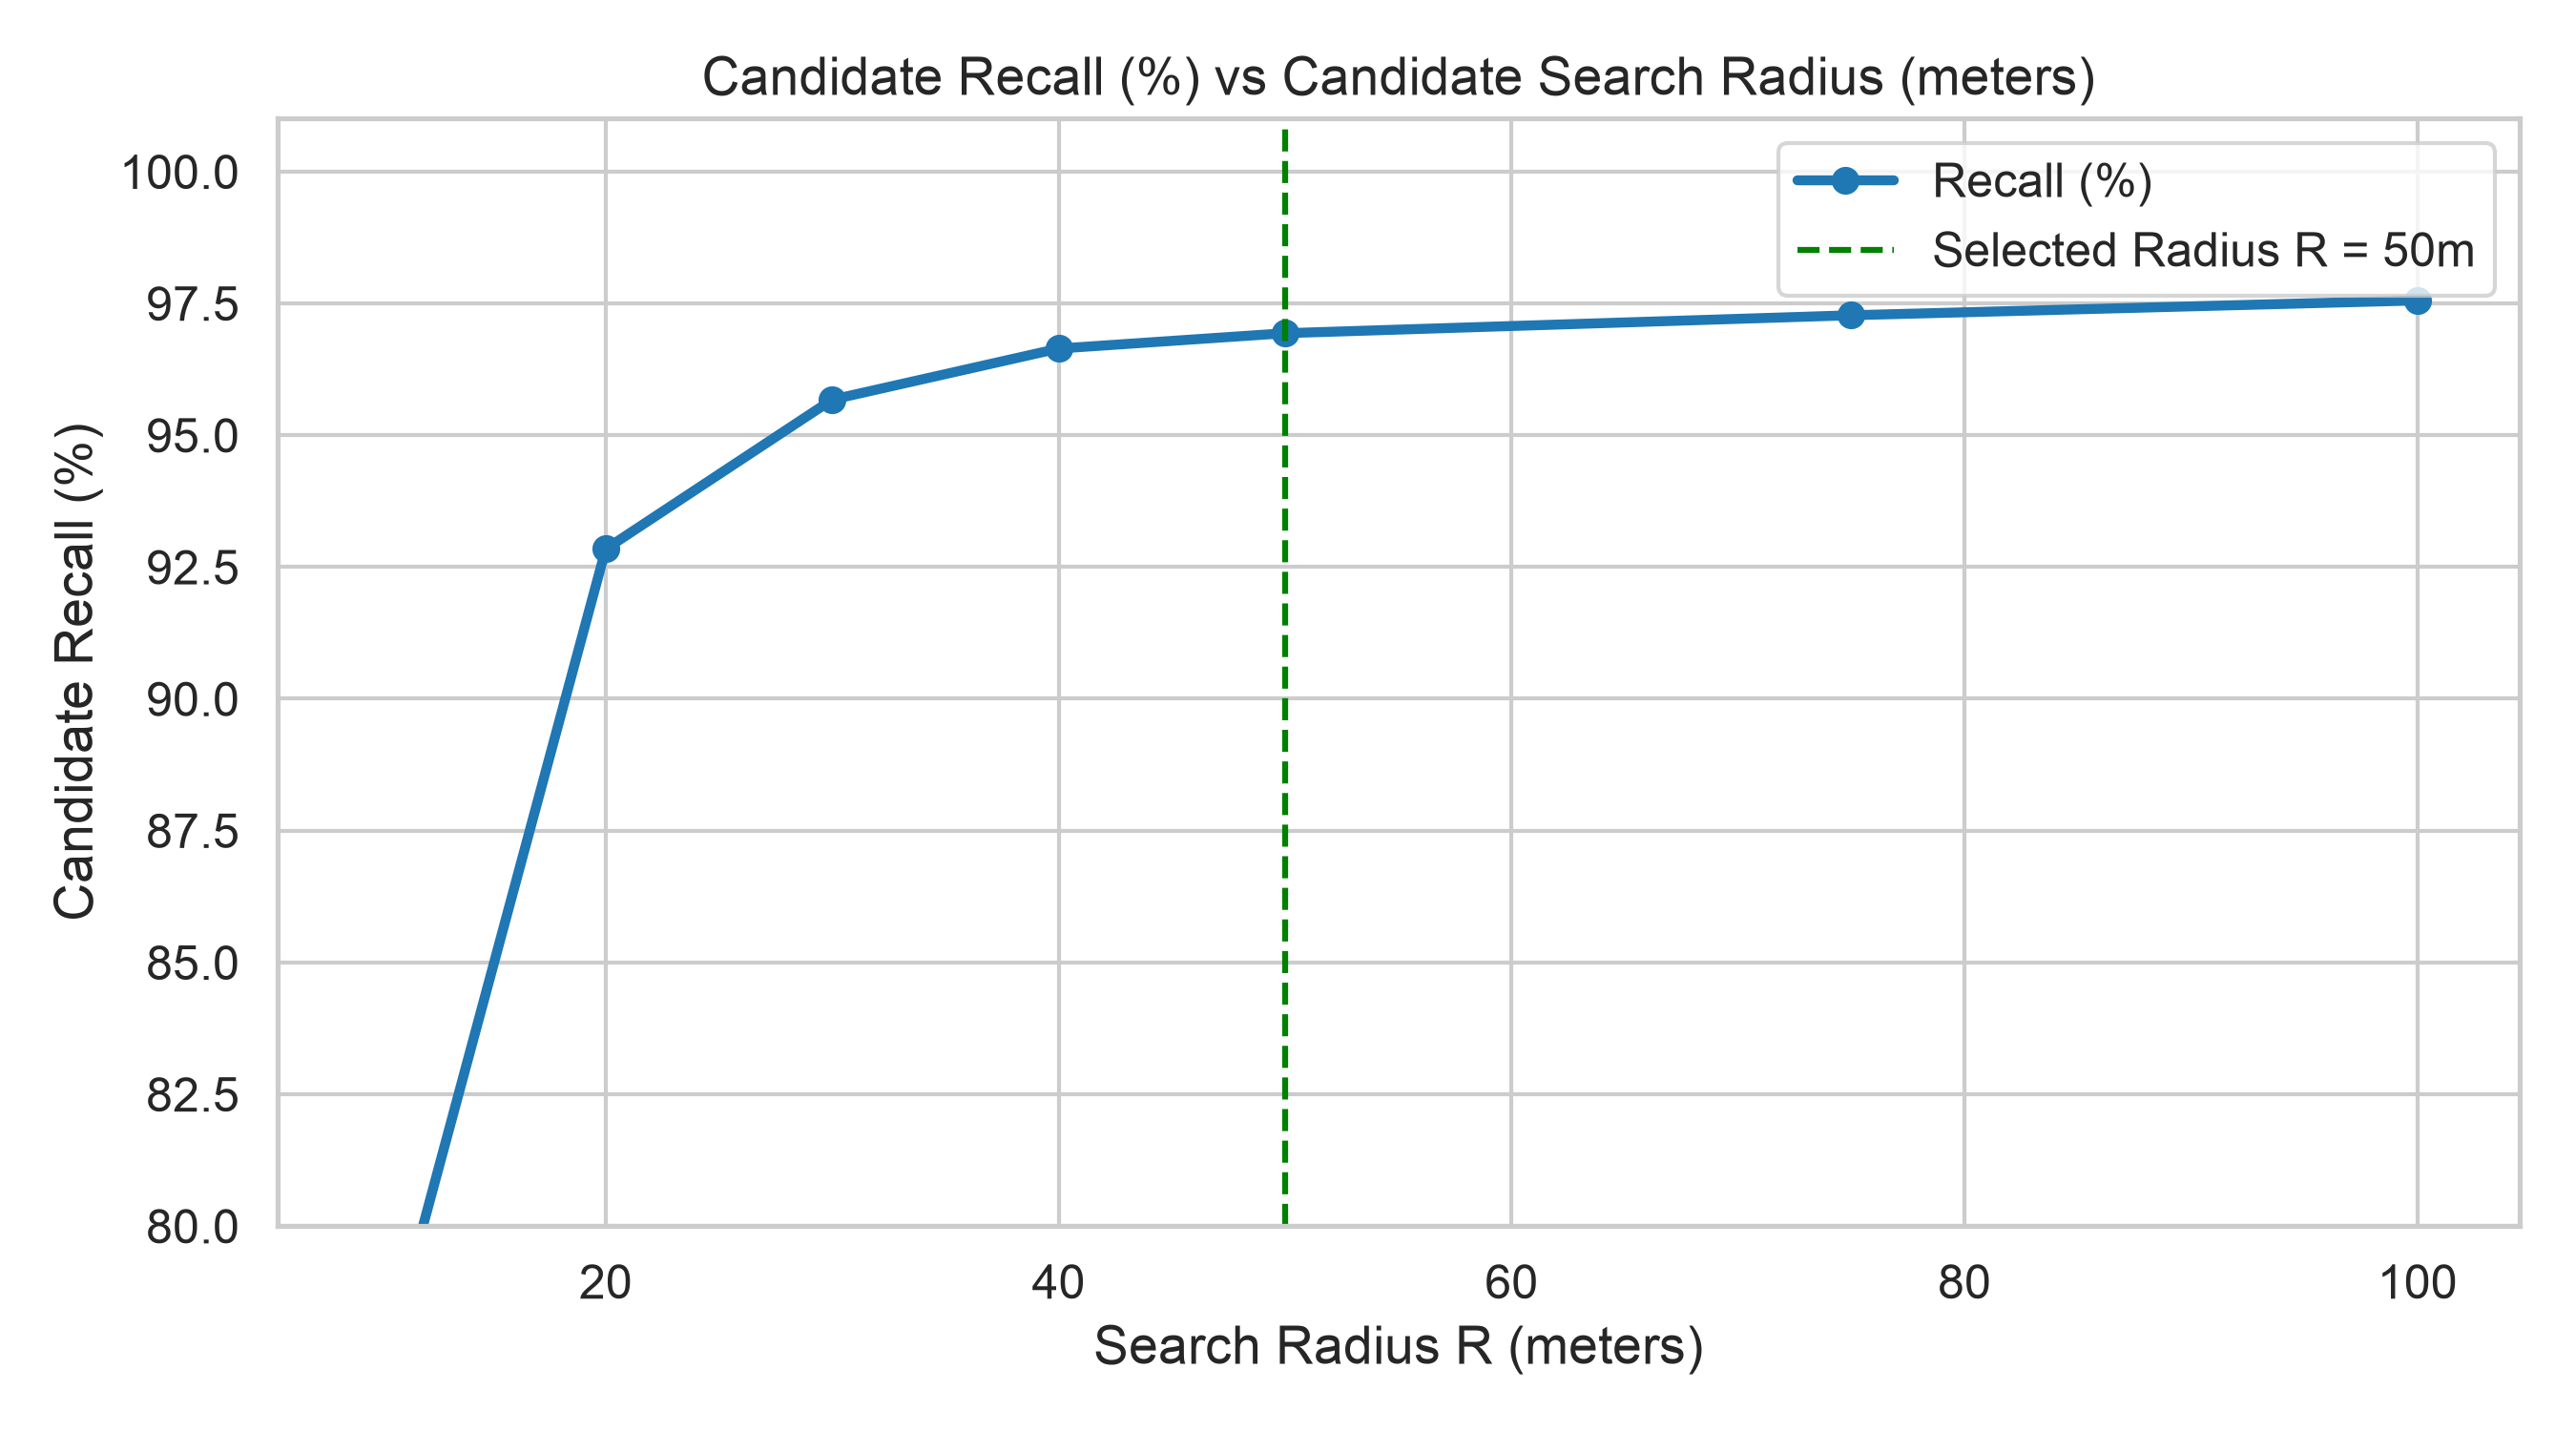 Candidate Recall (%) vs Candidate Search Radius (meters)
Recall (%)
Selected Radius R = 50m
Candidate Recall (%)
100.0
97.5
95.0
92.5
90.0
87.5
85.0
82.5
80.0
20 40 60 80 100
Search Radius R (meters)